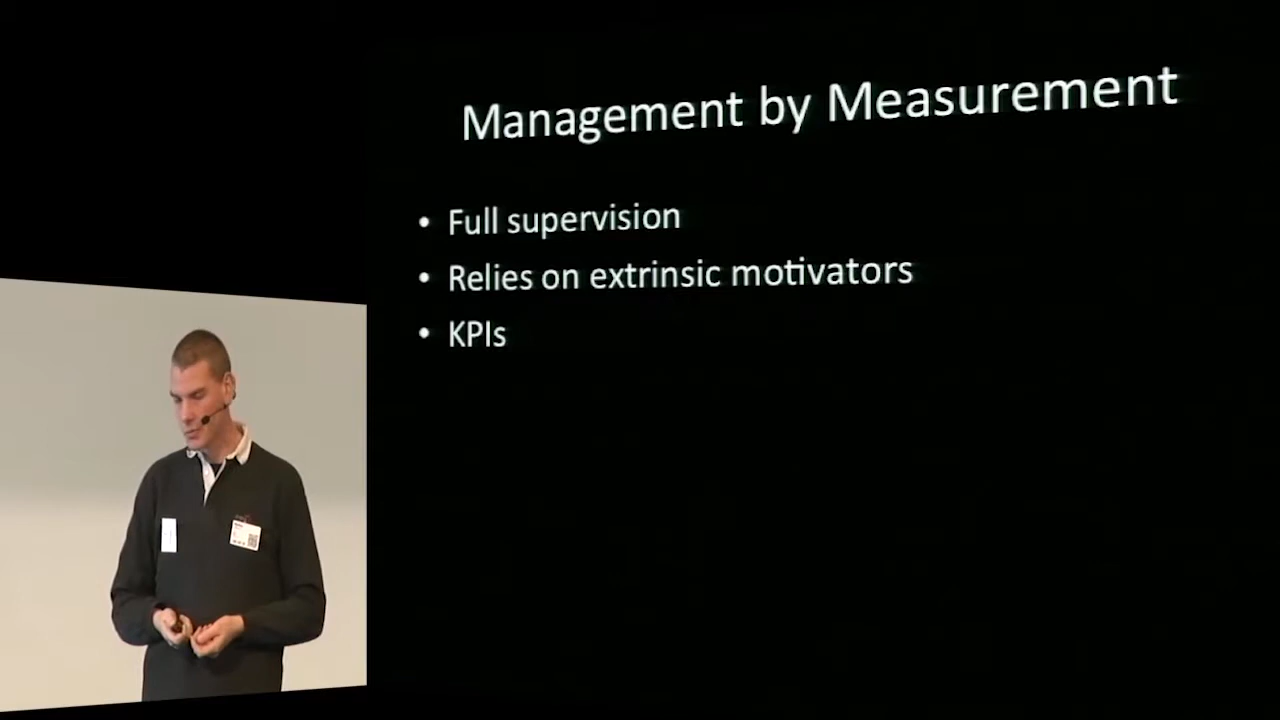 Management by Measurement
• Full supervision
• Relies on extrinsic motivators
• KPIs